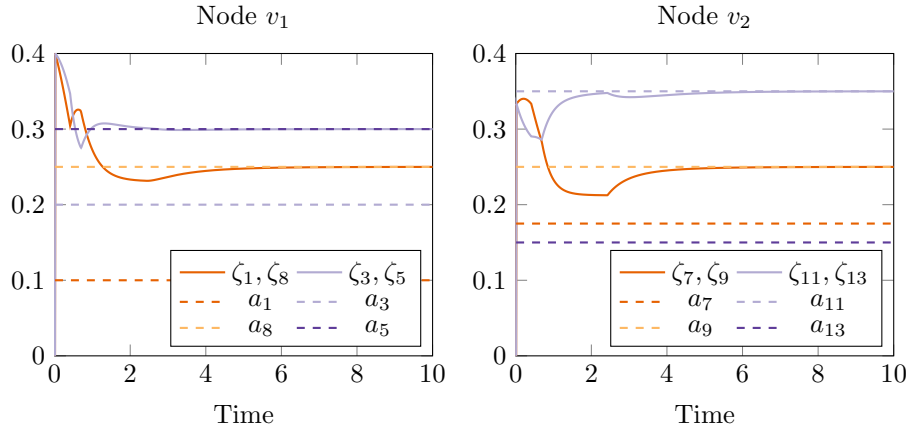 Node v₁
0.4
0.3
0.2
0.1
0
0 2 4 6 8 10
Time
ζ₁, ζ₈ ζ₃, ζ₅
a₁ a₃
a₈ a₅
Node v₂
0.4
0.3
0.2
0.1
0
0 2 4 6 8 10
Time
ζ₇, ζ₉ ζ₁₁, ζ₁₃
a₇ a₁₁
a₉ a₁₃